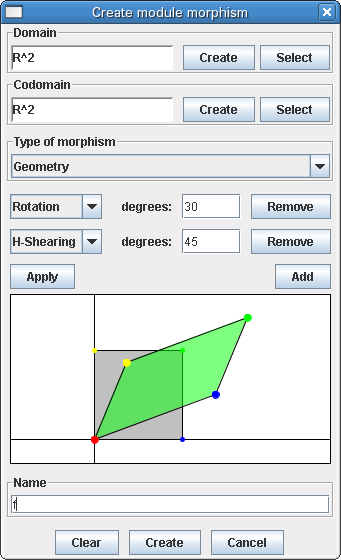 Create module morphism
Domain
R^2 Create Select
Codomain
R^2 Create Select
Type of morphism
Geometry
Rotation degrees: 30 Remove
H-Shearing degrees: 45 Remove
Apply Add
Name
f
Clear Create Cancel